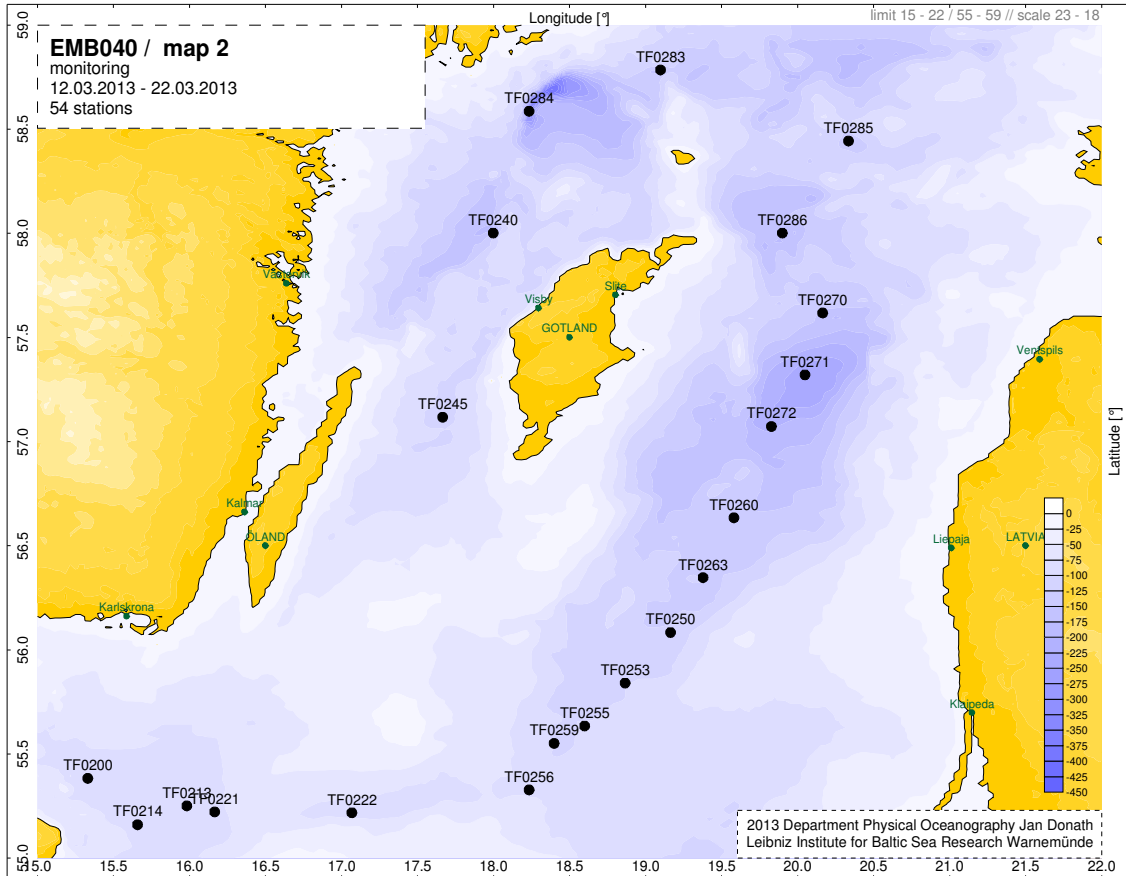 Longitude [°]
limit 15 - 22 / 55 - 59 // scale 23 - 18
EMB040 / map 2
monitoring
12.03.2013 - 22.03.2013
54 stations
TF0283
TF0284
TF0285
TF0240
TF0286
Västervik
Slite
Visby
TF0270
GOTLAND
Ventspils
TF0271
TF0245
TF0272
Latitude [°]
Kalmar
TF0260
ÖLAND
Liepaja
LATVIA
TF0263
Karlskrona
TF0250
TF0253
Klaipeda
TF0255
TF0259
TF0200
TF0256
TF0213
TF0221
TF0214
TF0222
0
-25
-50
-75
-100
-125
-150
-175
-200
-225
-250
-275
-300
-325
-350
-375
-400
-425
-450
2013 Department Physical Oceanography Jan Donath
Leibniz Institute for Baltic Sea Research Warnemünde
59.0
58.5
58.0
57.5
57.0
56.5
56.0
55.5
55.0
15.0
15.5
16.0
16.5
17.0
17.5
18.0
18.5
19.0
19.5
20.0
20.5
21.0
21.5
22.0